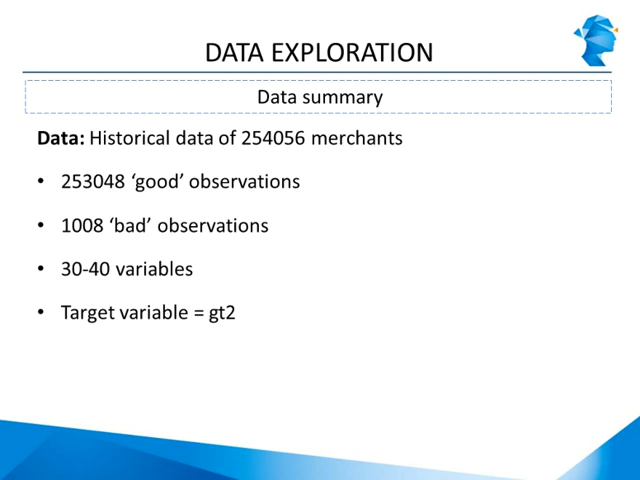 DATA EXPLORATION
Data summary
Data: Historical data of 254056 merchants
• 253048 ‘good’ observations
• 1008 ‘bad’ observations
• 30-40 variables
• Target variable = gt2